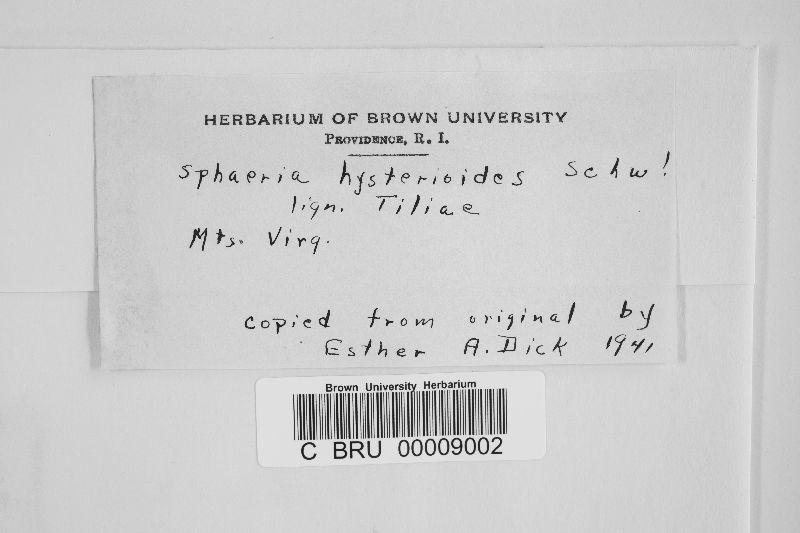 HERBARIUM OF BROWN UNIVERSITY
PROVIDENCE, R. I.
Sphaeria hysterioides Schw!
lign. Tiliae
Mts. Virg.
copied from original by
Esther A. Dick 1941
Brown University Herbarium
C BRU 00009002